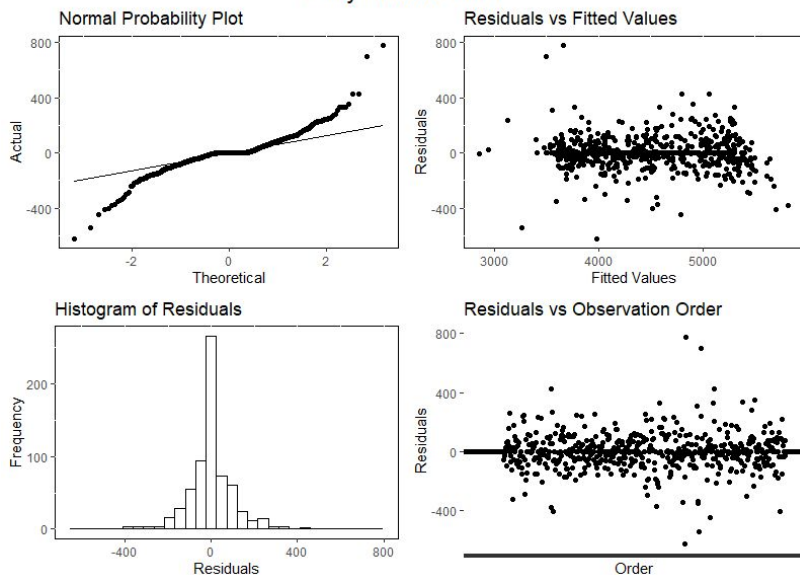 Normal Probability Plot
800
400
0
-400
Actual
-2
0
2
Theoretical
Residuals vs Fitted Values
800
400
0
-400
Residuals
3000
4000
5000
Fitted Values
Histogram of Residuals
200
100
0
Frequency
-400
0
400
800
Residuals
Residuals vs Observation Order
800
400
0
-400
Residuals
Order